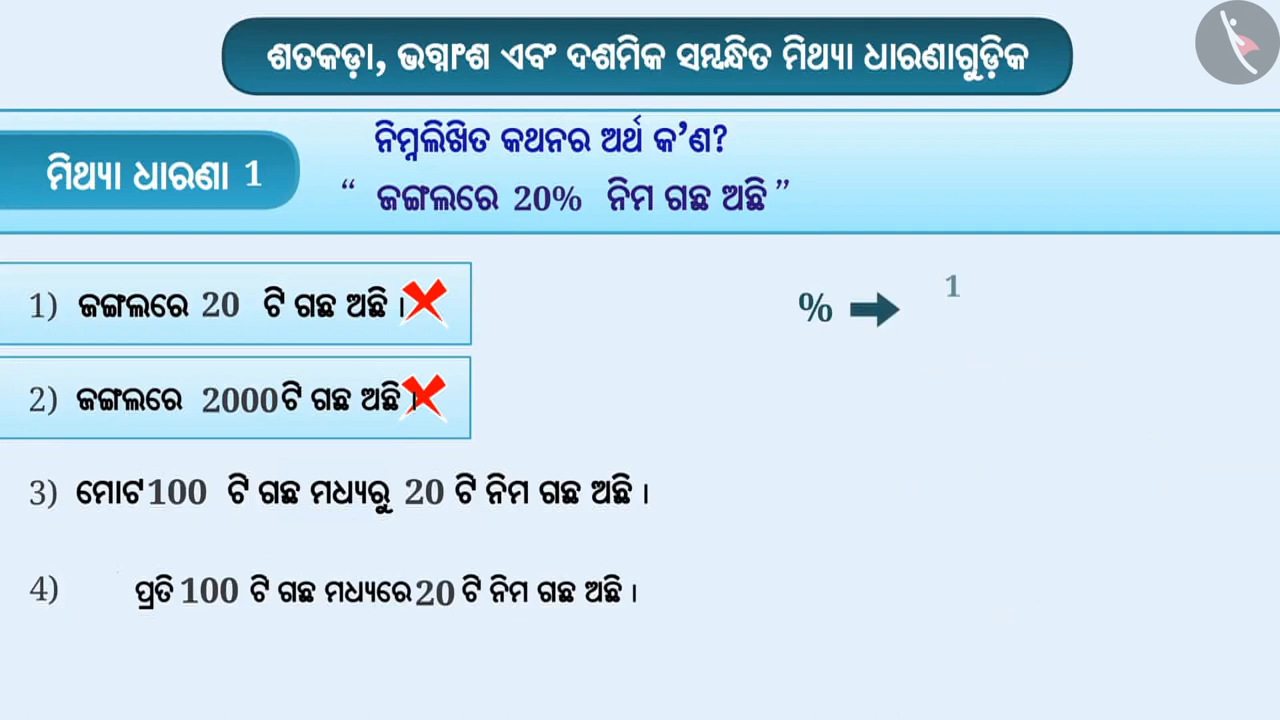 ଶତକଡ଼ା, ଭଗ୍ନାଂଶ ଏବଂ ଦଶମିକ ସମ୍ବନ୍ଧିତ ମିଥ୍ୟା ଧାରଣାଗୁଡ଼ିକ
ମିଥ୍ୟା ଧାରଣା 1
ନିମ୍ନଲିଖିତ କଥନର ଅର୍ଥ କ’ଣ?
“ ଜଙ୍ଗଲରେ 20% ନିମ ଗଛ ଅଛି ”
1) ଜଙ୍ଗଲରେ 20 ଟି ଗଛ ଅଛି ।
% 1
2) ଜଙ୍ଗଲରେ 2000 ଟି ଗଛ ଅଛି ।
3) ମୋଟ 100 ଟି ଗଛ ମଧ୍ୟରୁ 20 ଟି ନିମ ଗଛ ଅଛି ।
4) ପ୍ରତି 100 ଟି ଗଛ ମଧ୍ୟରେ 20 ଟି ନିମ ଗଛ ଅଛି ।